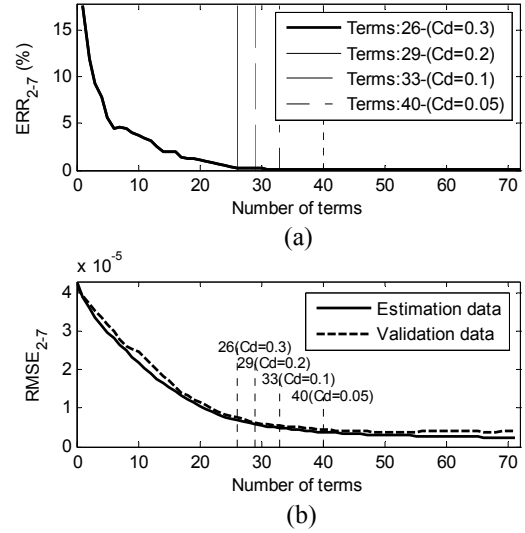 15
10
5
0
ERR2-7 (%)
Terms:26-(Cd=0.3)
Terms:29-(Cd=0.2)
Terms:33-(Cd=0.1)
Terms:40-(Cd=0.05)
0 10 20 30 40 50 60 70
Number of terms
(a)
x 10-5
4
3
2
1
0
RMSE2-7
Estimation data
Validation data
26(Cd=0.3)
29(Cd=0.2)
33(Cd=0.1)
40(Cd=0.05)
0 10 20 30 40 50 60 70
Number of terms
(b)